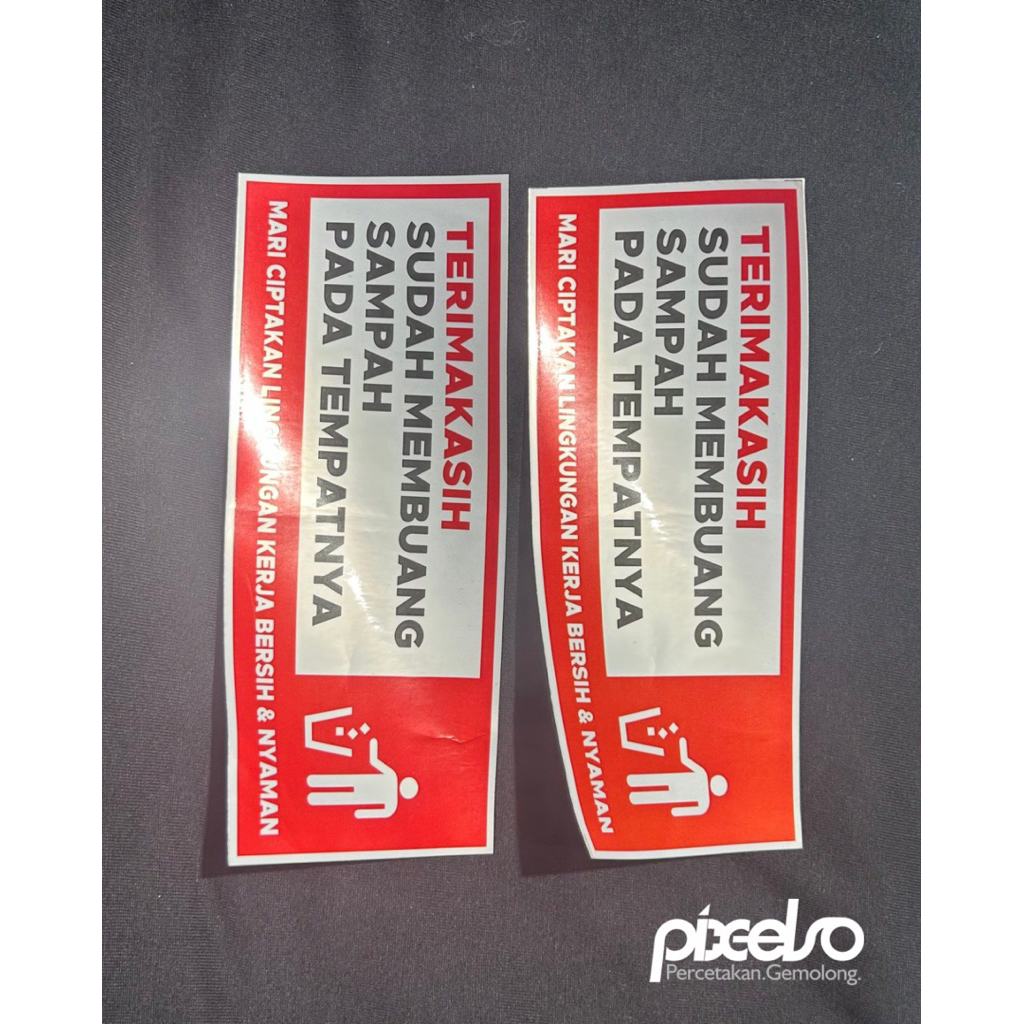 TERIMAKASIH
SUDAH MEMBUANG
SAMPAH
PADA TEMPATNYA
MARI CIPTAKAN LINGKUNGAN KERJA BERSIH & NYAMAN
TERIMAKASIH
SUDAH MEMBUANG
SAMPAH
PADA TEMPATNYA
MARI CIPTAKAN LINGKUNGAN KERJA BERSIH & NYAMAN
pixelso
Percetakan.Gemolong.